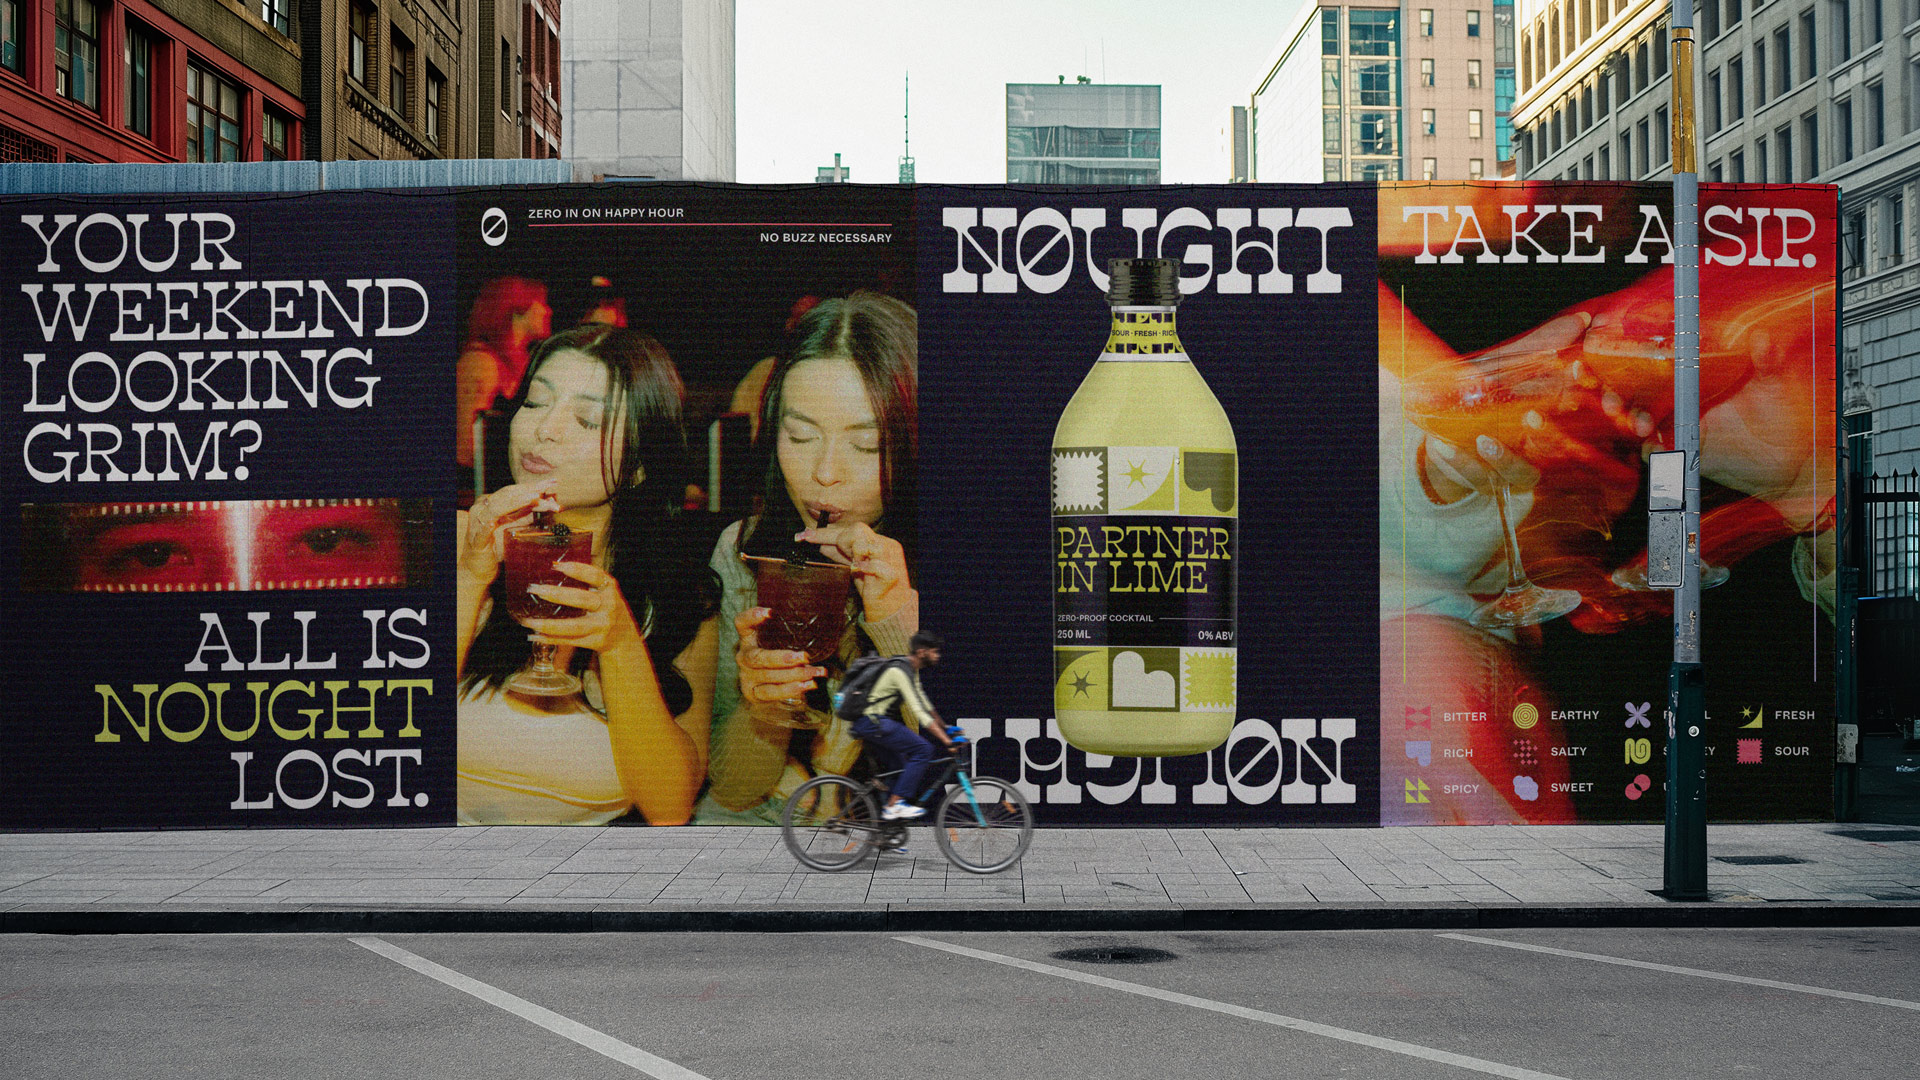 YOUR
WEEKEND
LOOKING
GRIM?
ALL IS
NOUGHT
LOST.
ZERO IN ON HAPPY HOUR
NO BUZZ NECESSARY
NOUGHT
SOUR · FRESH · RICH
PARTNER
IN LIME
ZERO-PROOF COCKTAIL
250 ML 0% ABV
NOUGHT
TAKE A SIP.
BITTER EARTHY FRESH
RICH SALTY SOUR
SPICY SWEET